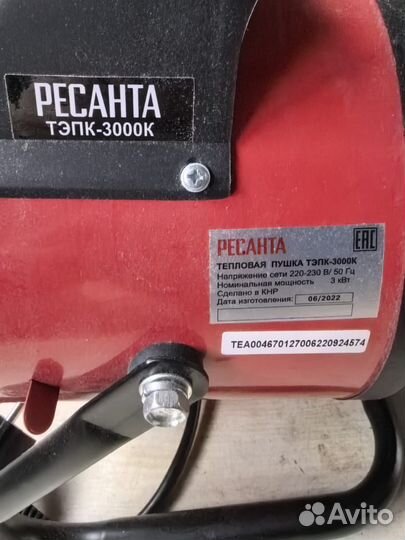 РЕСАНТА
ТЭПК-3000К
РЕСАНТА
EAC
ТЕПЛОВАЯ ПУШКА ТЭПК-3000К
Напряжение сети 220-230 В/ 50 Гц
Номинальная мощность 3 кВт
Сделано в КНР
Дата изготовления: 06/2022
TEA004670127006220924574
Avito